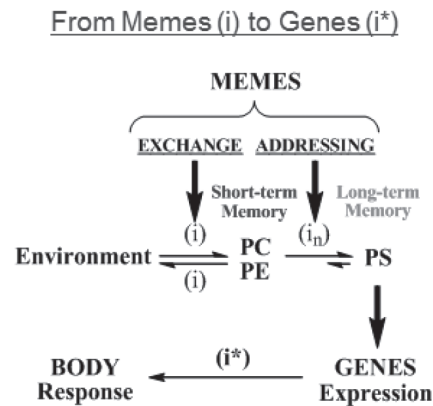 From Memes (i) to Genes (i*)
MEMES
EXCHANGE ADDRESSING
Short-term Memory
Long-term Memory
(i) (iₙ)
Environment PC PE PS
(i)
BODY Response (i*) GENES Expression